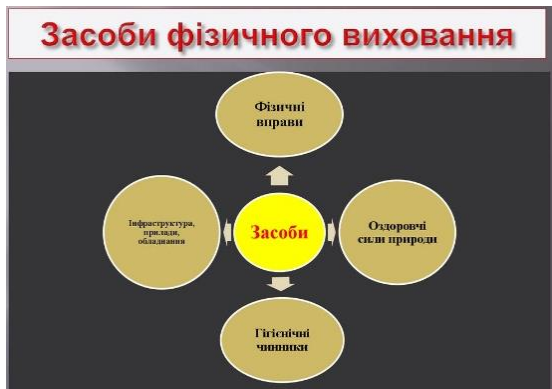 Засоби фізичного виховання
Фізичні
вправи
Інфраструктура,
прилади,
обладнання
Засоби
Оздоровчі
сили природи
Гігієнічні
чинники